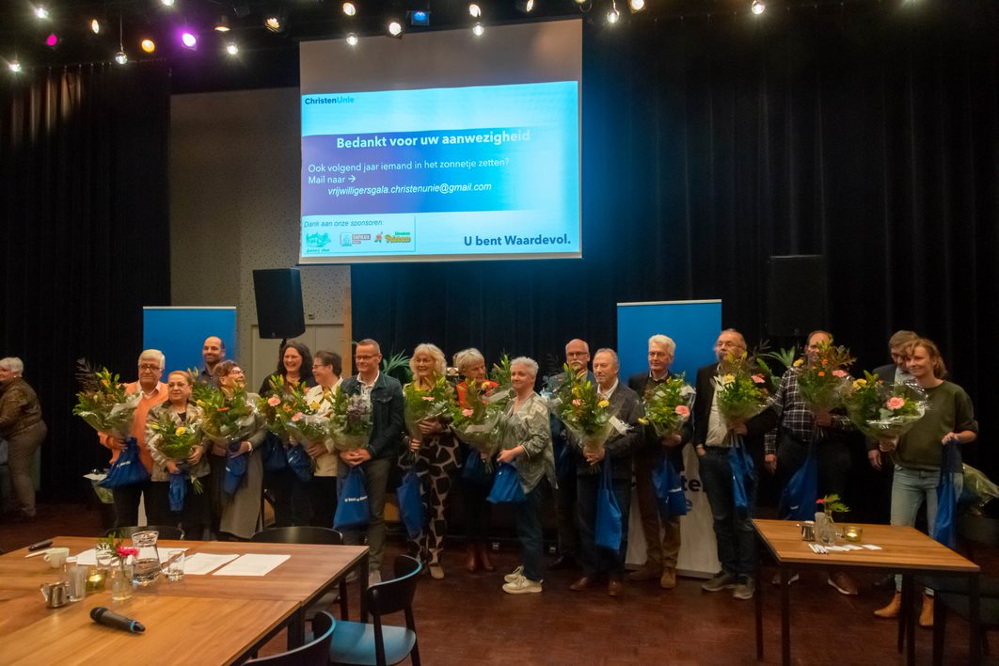 ChristenUnie
Bedankt voor uw aanwezigheid
Ook volgend jaar iemand in het zonnetje zetten?
Mail naar →
vrijwilligersgala.christenunie@gmail.com
Dank aan onze sponsoren:
U bent Waardevol.